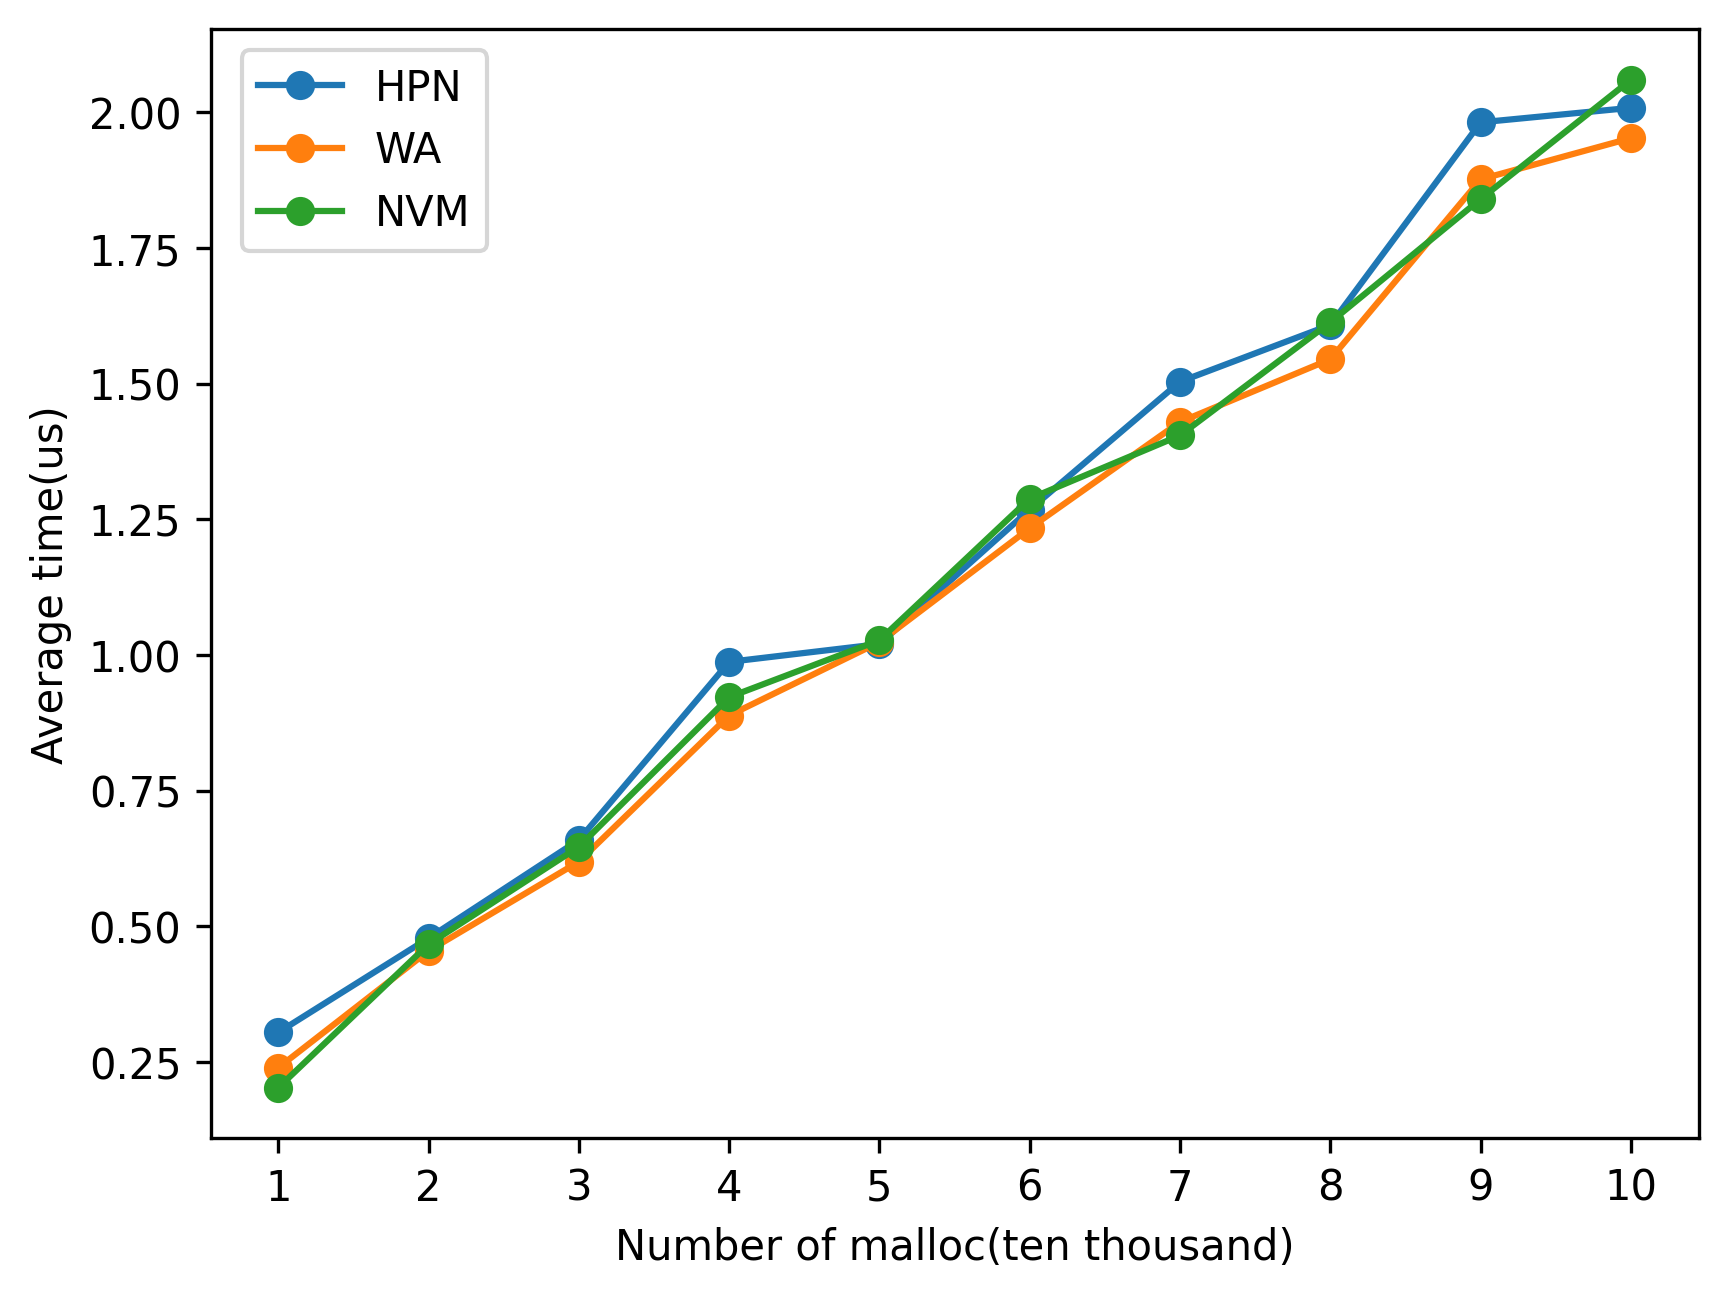 HPN
WA
NVM
2.00
1.75
1.50
1.25
1.00
0.75
0.50
0.25
Average time(us)
1 2 3 4 5 6 7 8 9 10
Number of malloc(ten thousand)